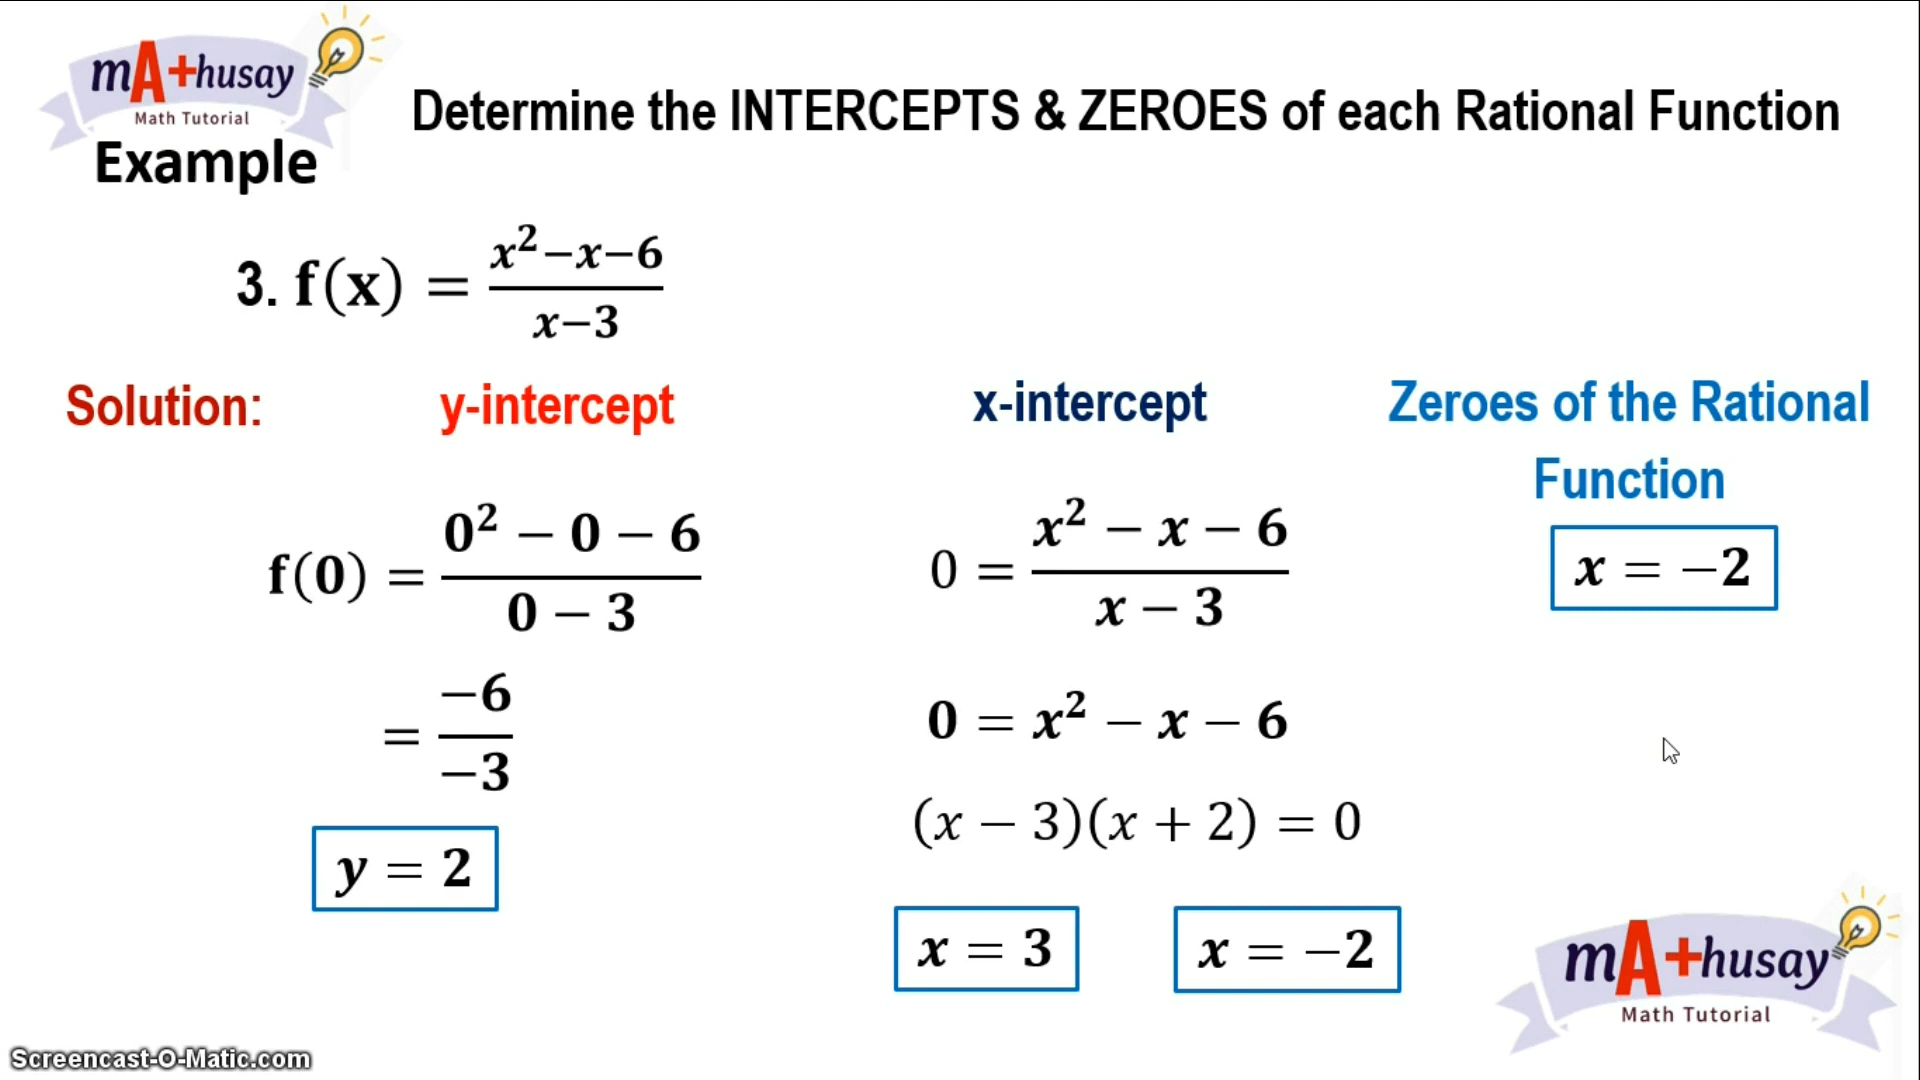 mA+husay
Math Tutorial
Example
Determine the INTERCEPTS & ZEROES of each Rational Function
3. f(x) = x²−x−6 / x−3
Solution:
y-intercept
f(0) = 0² − 0 − 6 / 0 − 3
= −6 / −3
y = 2
x-intercept
0 = x² − x − 6 / x − 3
0 = x² − x − 6
(x − 3)(x + 2) = 0
x = 3
x = −2
Zeroes of the Rational
Function
x = −2
mA+husay
Math Tutorial
Screencast-O-Matic.com